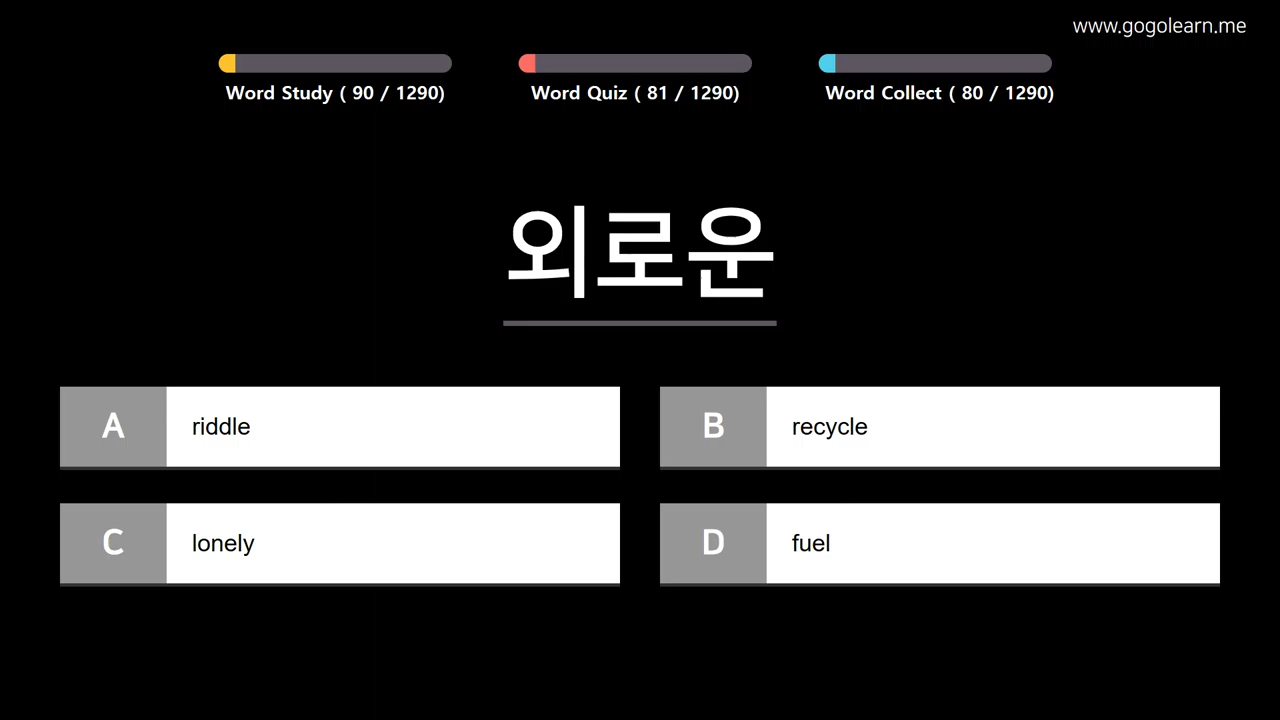 www.gogolearn.me
Word Study ( 90 / 1290)
Word Quiz ( 81 / 1290)
Word Collect ( 80 / 1290)
외로운
A riddle
B recycle
C lonely
D fuel